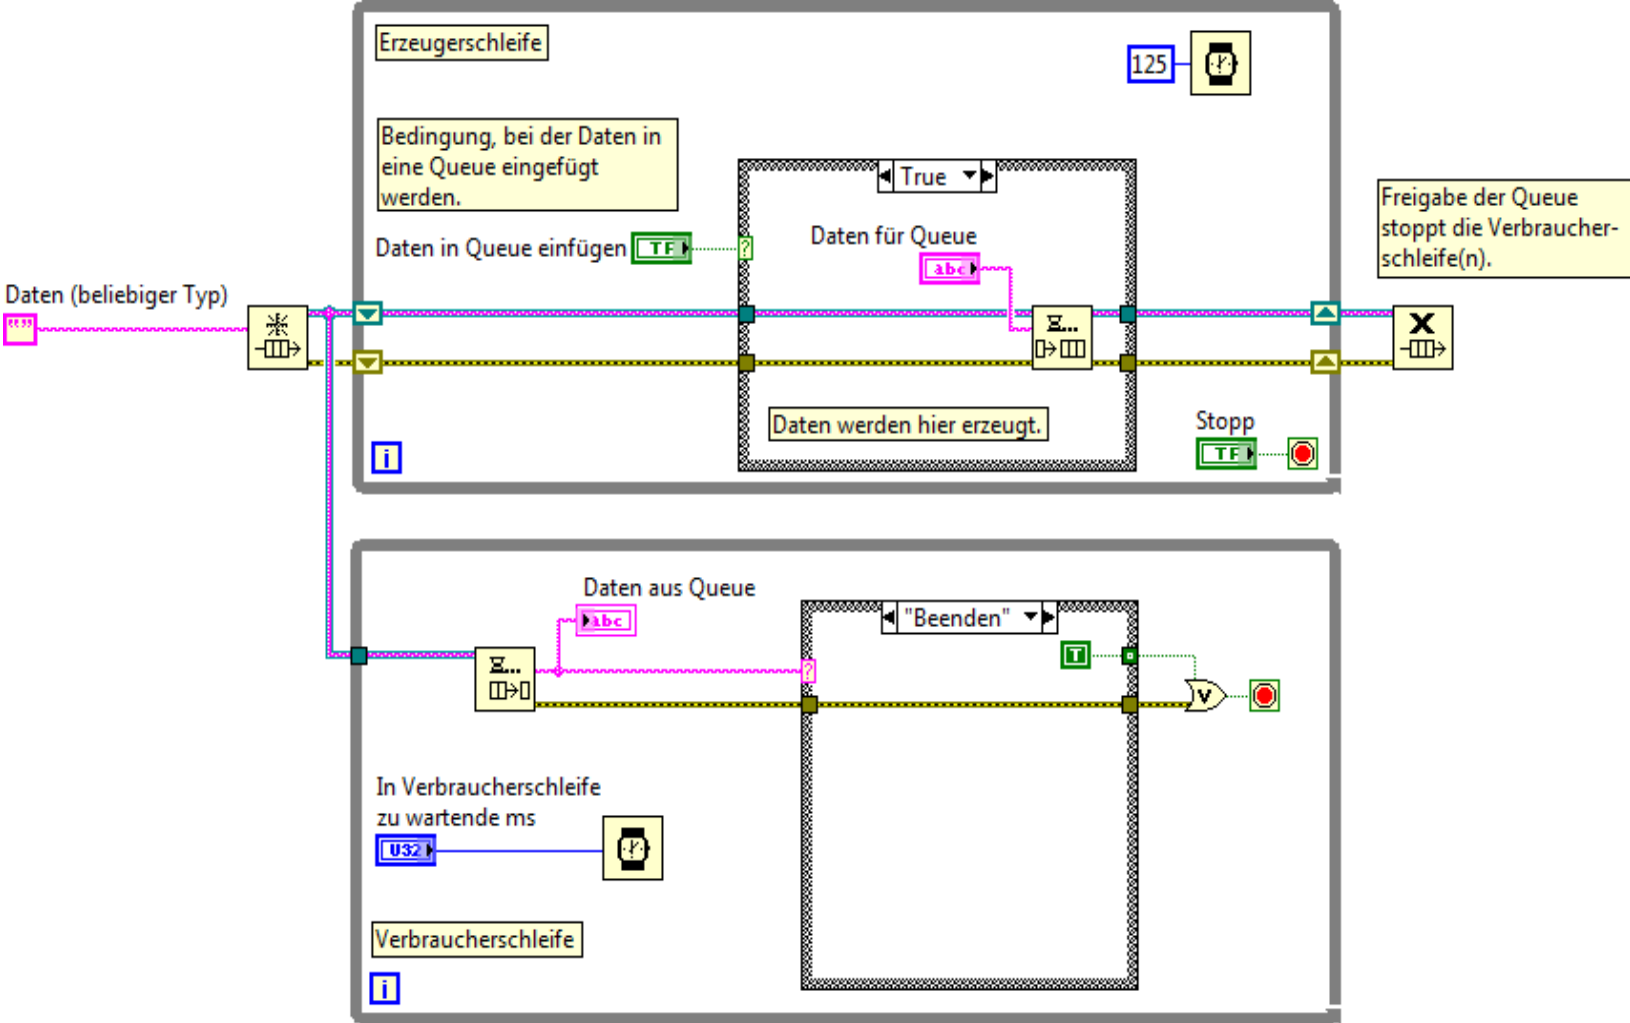 Erzeugerschleife
125
Bedingung, bei der Daten in
eine Queue eingefügt
werden.
True
Freigabe der Queue
stoppt die Verbraucher-
schleife(n).
Daten in Queue einfügen
TF
?
Daten für Queue
abc
Daten (beliebiger Typ)
""
Daten werden hier erzeugt.
Stopp
TF
i
Daten aus Queue
abc
"Beenden"
T
?
V
In Verbraucherschleife
zu wartende ms
U32
Verbraucherschleife
i